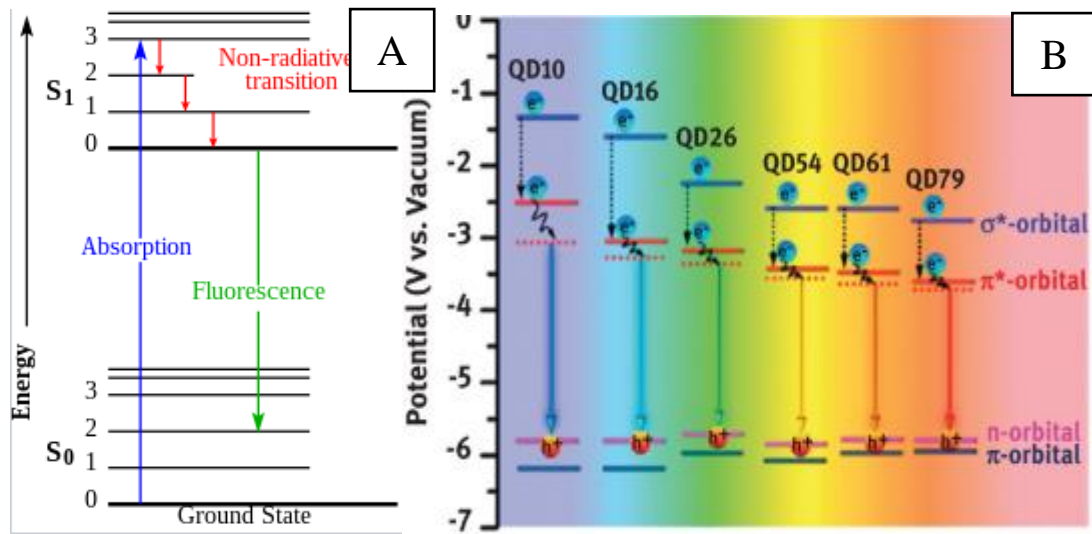 A
3
2
1
0
S1
Non-radiative
transition
Absorption
Fluorescence
Energy
3
2
1
0
S0
Ground State
B
Potential (V vs. Vacuum)
0
-1
-2
-3
-4
-5
-6
-7
QD10
QD16
QD26
QD54
QD61
QD79
e⁻
e⁻
e⁻
e⁻
e⁻
e⁻
σ*-orbital
e⁻
e⁻
e⁻
e⁻
e⁻
e⁻
π*-orbital
h⁺
h⁺
h⁺
h⁺
h⁺
h⁺
n-orbital
π-orbital